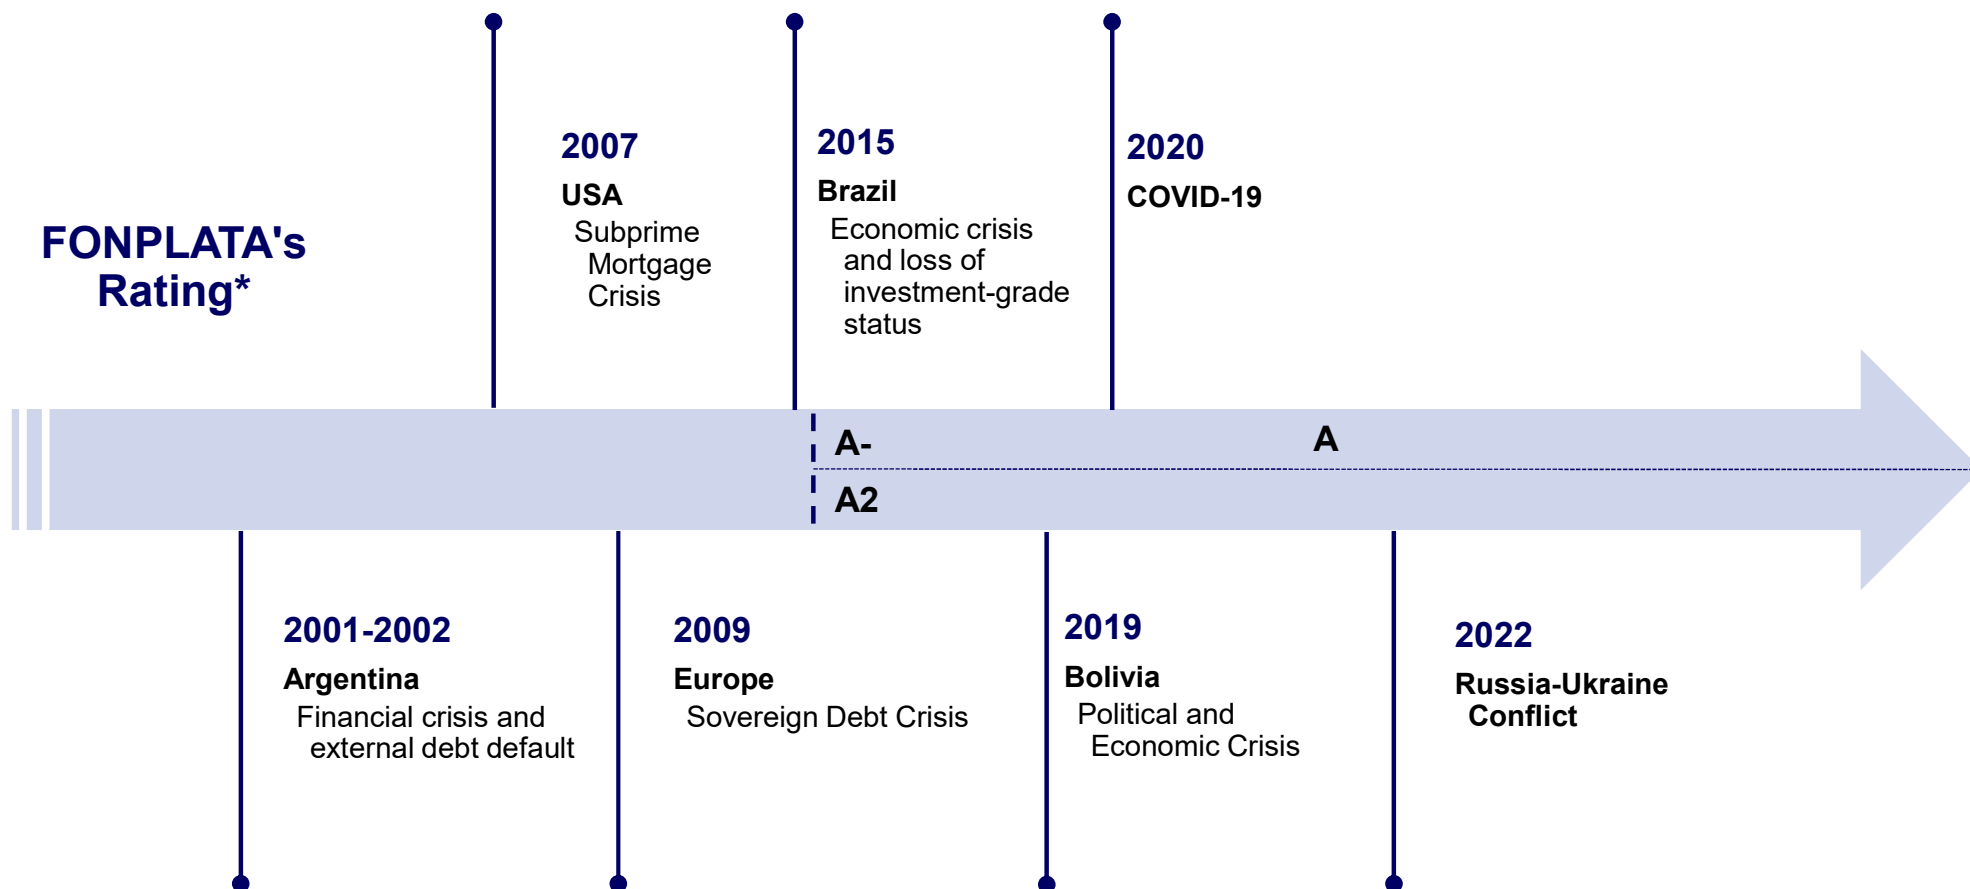 FONPLATA's
Rating*
2007
USA
Subprime
Mortgage
Crisis
2015
Brazil
Economic crisis
and loss of
investment-grade
status
2020
COVID-19
A-
A
A2
2001-2002
Argentina
Financial crisis and
external debt default
2009
Europe
Sovereign Debt Crisis
2019
Bolivia
Political and
Economic Crisis
2022
Russia-Ukraine
Conflict